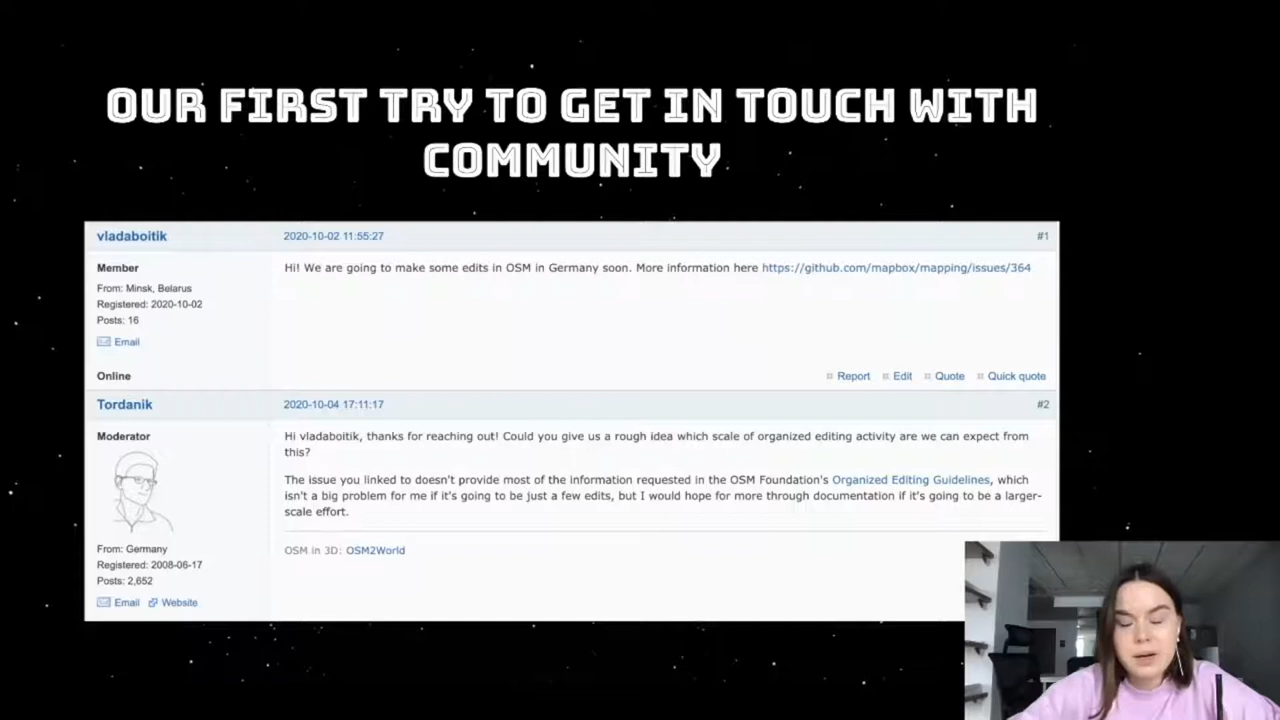 OUR FIRST TRY TO GET IN TOUCH WITH
COMMUNITY
vladaboitik
2020-10-02 11:55:27
#1
Member
From: Minsk, Belarus
Registered: 2020-10-02
Posts: 16
Email
Online
Hi! We are going to make some edits in OSM in Germany soon. More information here https://github.com/mapbox/mapping/issues/364
Report Edit Quote Quick quote
Tordanik
2020-10-04 17:11:17
#2
Moderator
From: Germany
Registered: 2008-06-17
Posts: 2,652
Email Website
Hi vladaboitik, thanks for reaching out! Could you give us a rough idea which scale of organized editing activity are we can expect from
this?
The issue you linked to doesn't provide most of the information requested in the OSM Foundation's Organized Editing Guidelines, which
isn't a big problem for me if it's going to be just a few edits, but I would hope for more through documentation if it's going to be a larger-
scale effort.
OSM in 3D: OSM2World